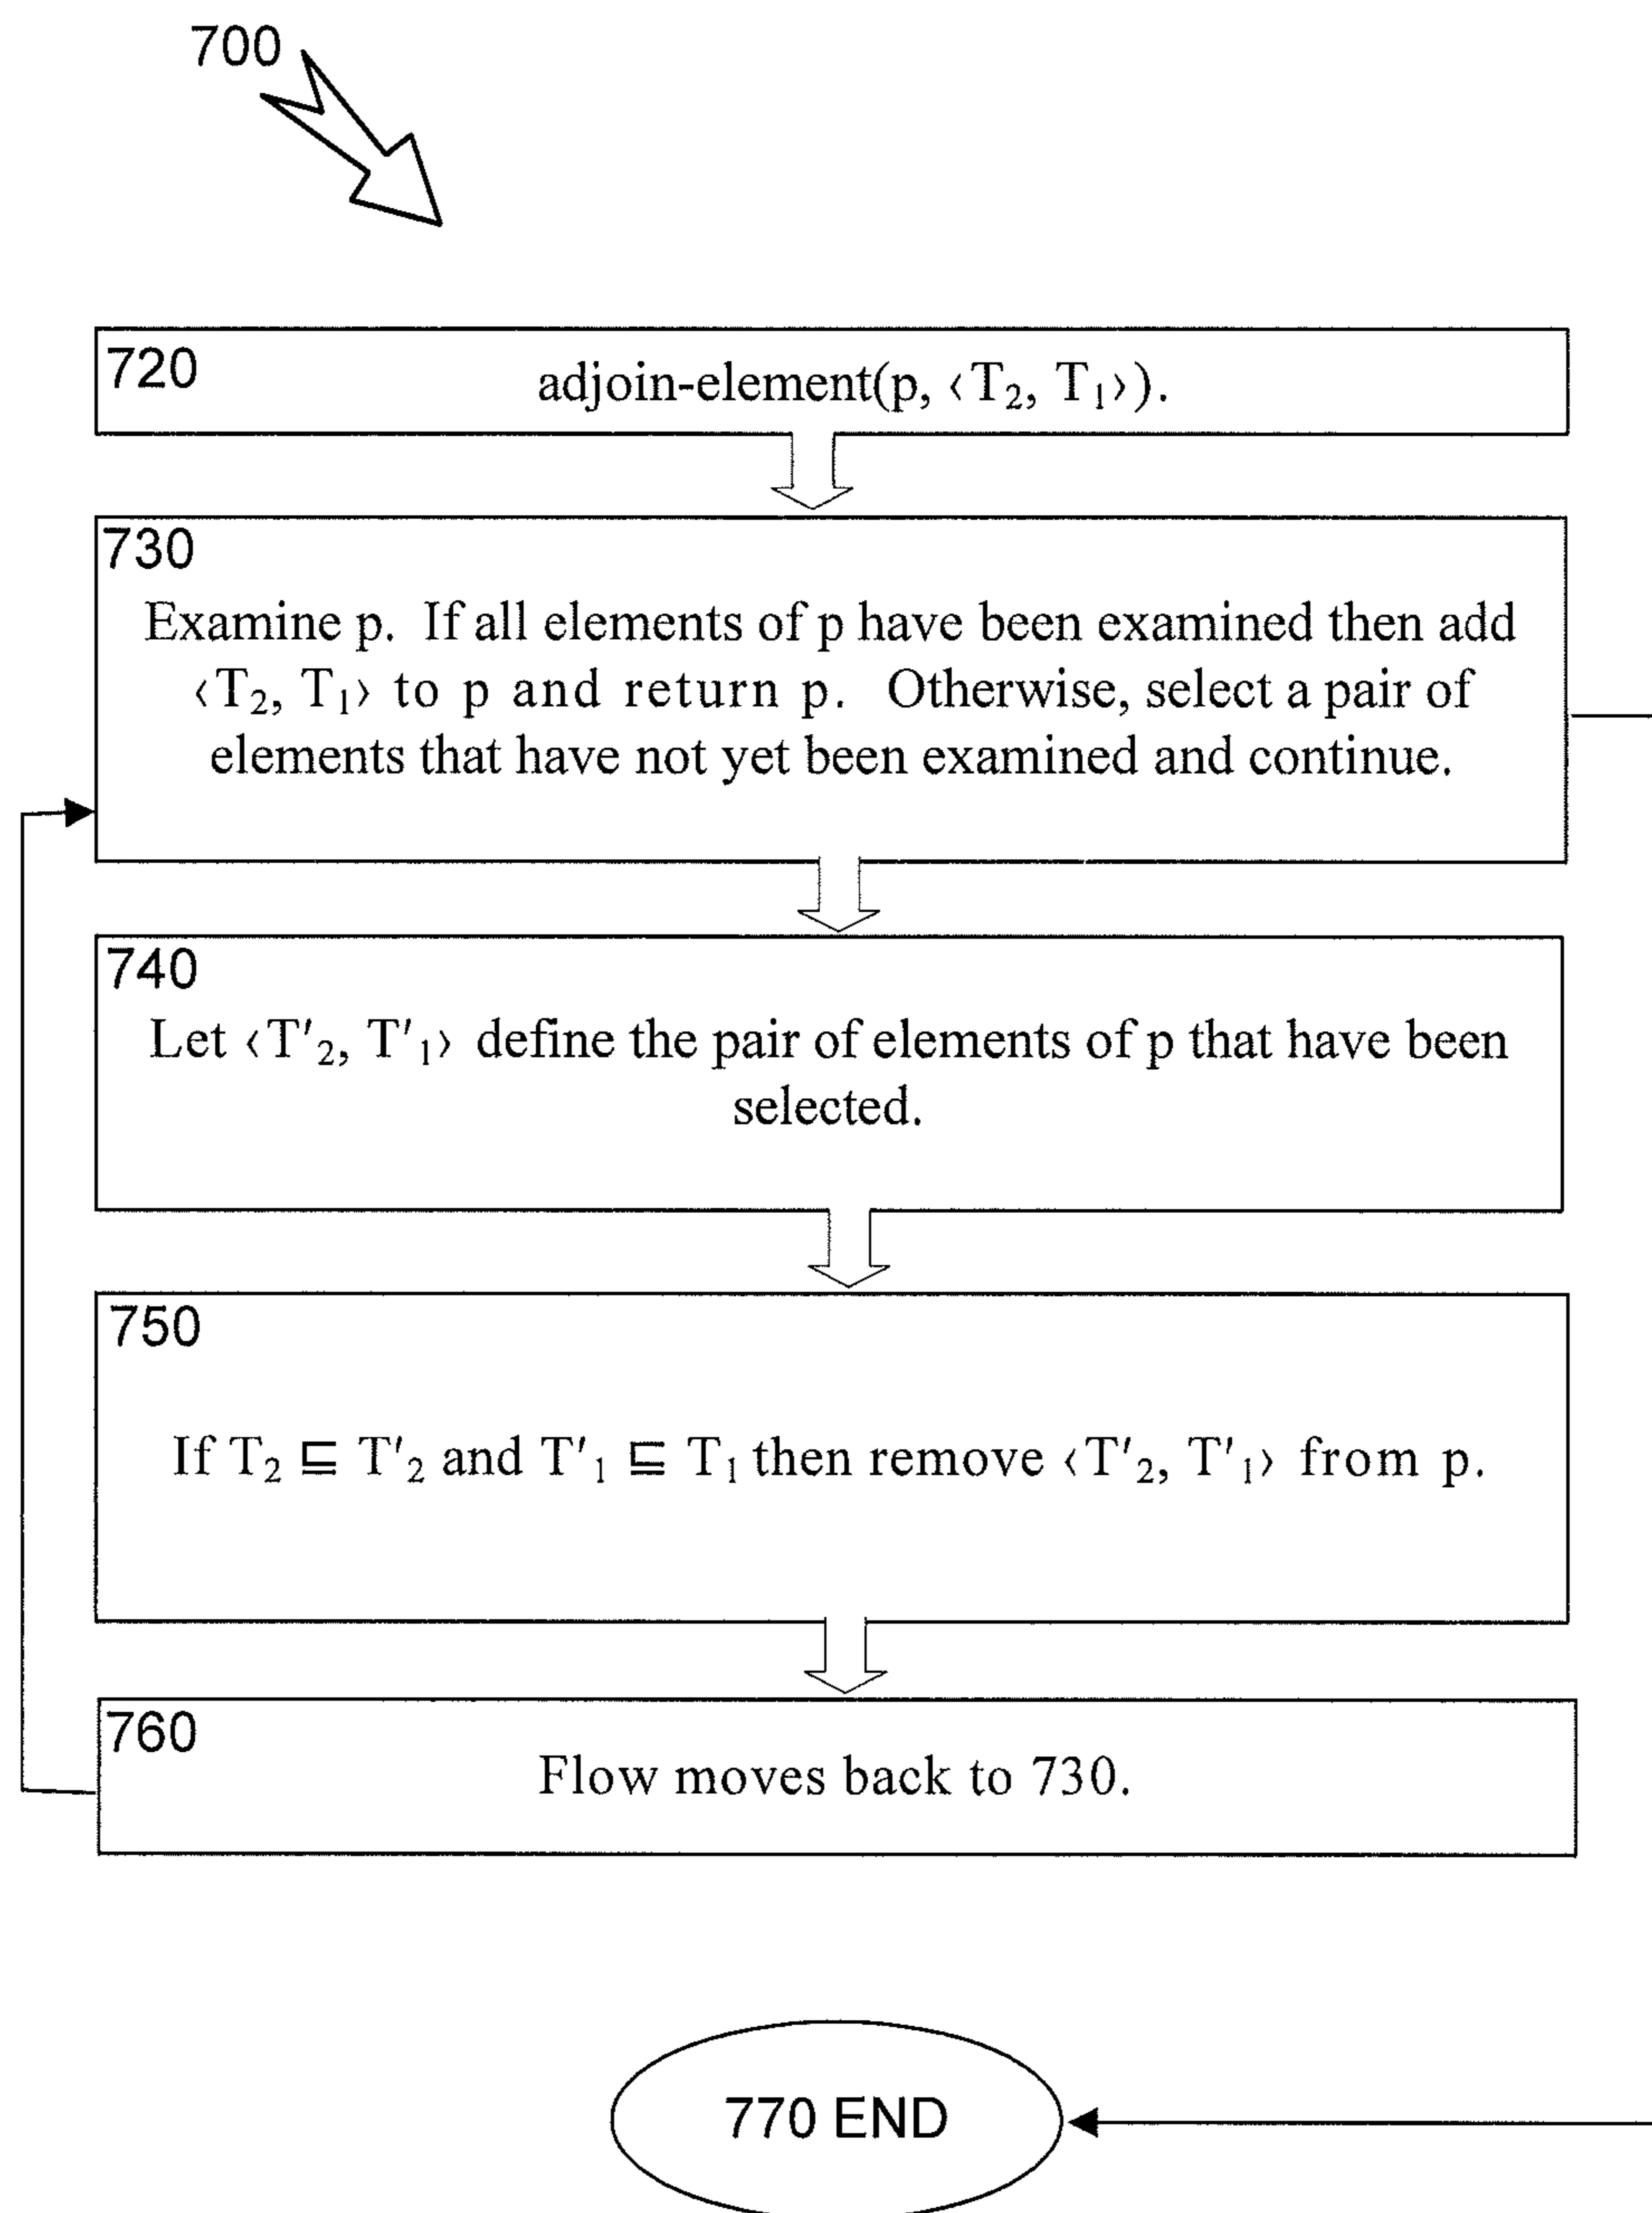 700
720
adjoin-element(p, ‹T₂, T₁›).
730
Examine p. If all elements of p have been examined then add
‹T₂, T₁› to p and return p. Otherwise, select a pair of
elements that have not yet been examined and continue.
740
Let ‹T′₂, T′₁› define the pair of elements of p that have been
selected.
750
If T₂ ⊑ T′₂ and T′₁ ⊑ T₁ then remove ‹T′₂, T′₁› from p.
760
Flow moves back to 730.
770 END